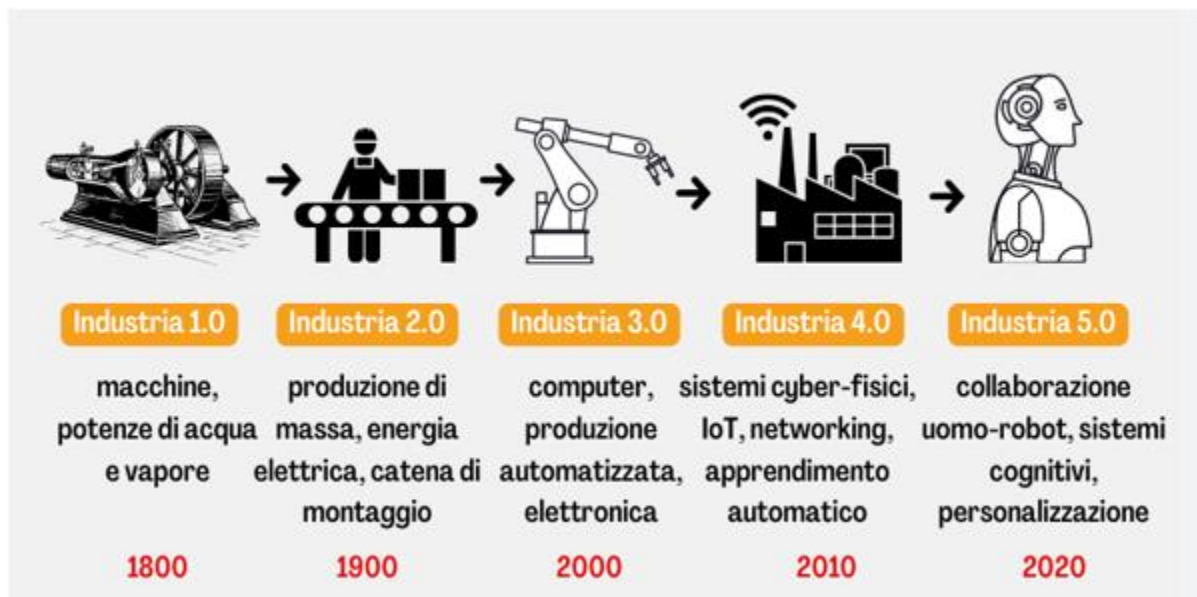 Industria 1.0
macchine,
potenze di acqua
e vapore
1800
Industria 2.0
produzione di
massa, energia
elettrica, catena di
montaggio
1900
Industria 3.0
computer,
produzione
automatizzata,
elettronica
2000
Industria 4.0
sistemi cyber-fisici,
IoT, networking,
apprendimento
automatico
2010
Industria 5.0
collaborazione
uomo-robot, sistemi
cognitivi,
personalizzazione
2020